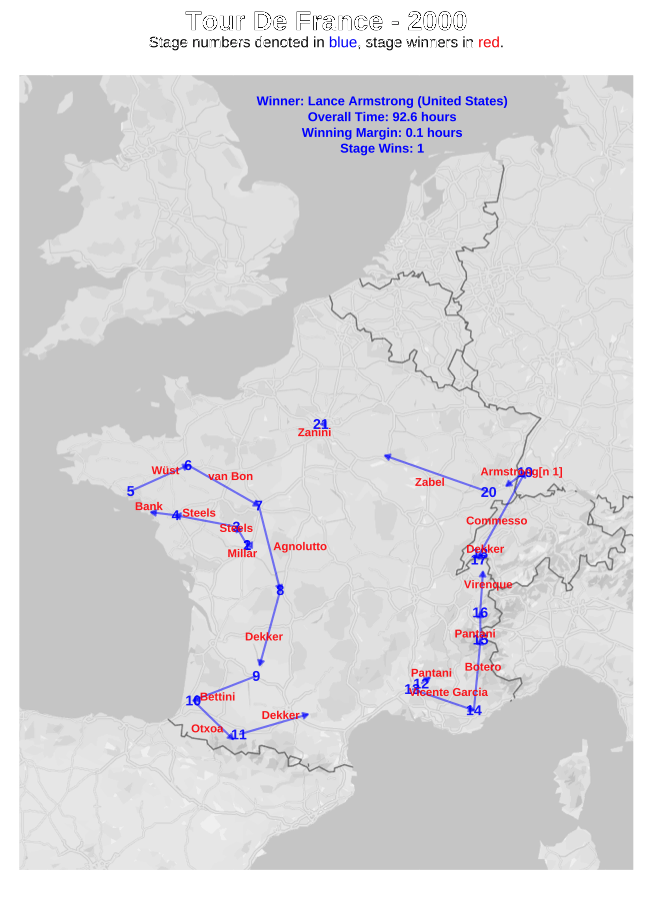 Tour De France - 2000
Stage numbers dencted in blue, stage winners in red.
Winner: Lance Armstrong (United States)
Overall Time: 92.6 hours
Winning Margin: 0.1 hours
Stage Wins: 1
21
Zanini
6
Wüst
van Bon
Armstrong[n 1]
19
Zabel
5
20
Bank
7
4
Steels
Commesso
3
Steels
2
Millar
Agnolutto
Dekker
18
17
Virenque
8
16
Dekker
Pantani
15
Botero
9
Pantani
12
13
Vicente Garcia
10
Bettini
14
Dekker
Otxoa
11